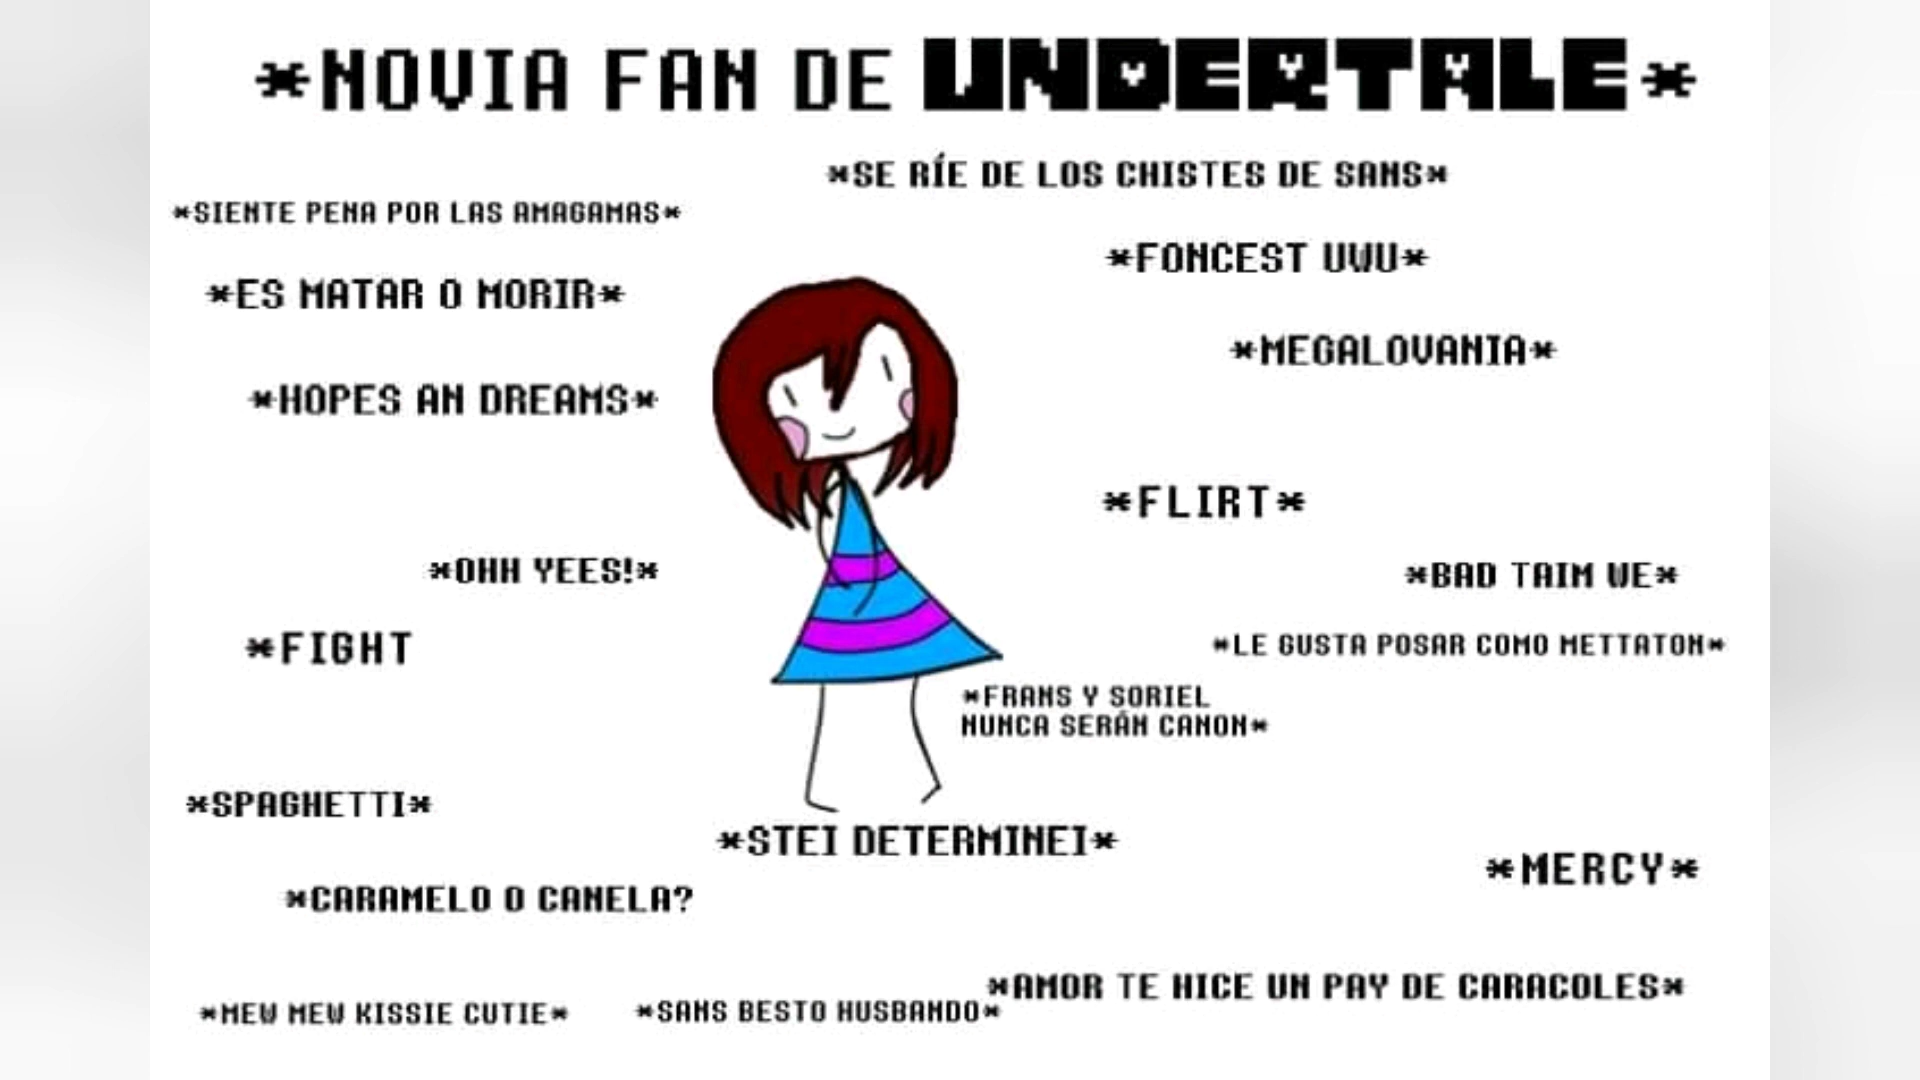 *NOVIA FAN DE UNDERTALE*
*SE RÍE DE LOS CHISTES DE SANS*
*SIENTE PENA POR LAS AMAGAMAS*
*FONCEST UWU*
*ES MATAR O MORIR*
*MEGALOVANIA*
*HOPES AN DREAMS*
*FLIRT*
*OHH YEES!*
*BAD TAIM WE*
*FIGHT
*LE GUSTA POSAR COMO METTATON*
*FRANS Y SORIEL
NUNCA SERÁN CANON*
*SPAGHETTI*
*STEI DETERMINEI*
*MERCY*
*CARAMELO O CANELA?
*AMOR TE HICE UN PAY DE CARACOLES*
*MEW MEW KISSIE CUTIE*
*SANS BESTO HUSBANDO*